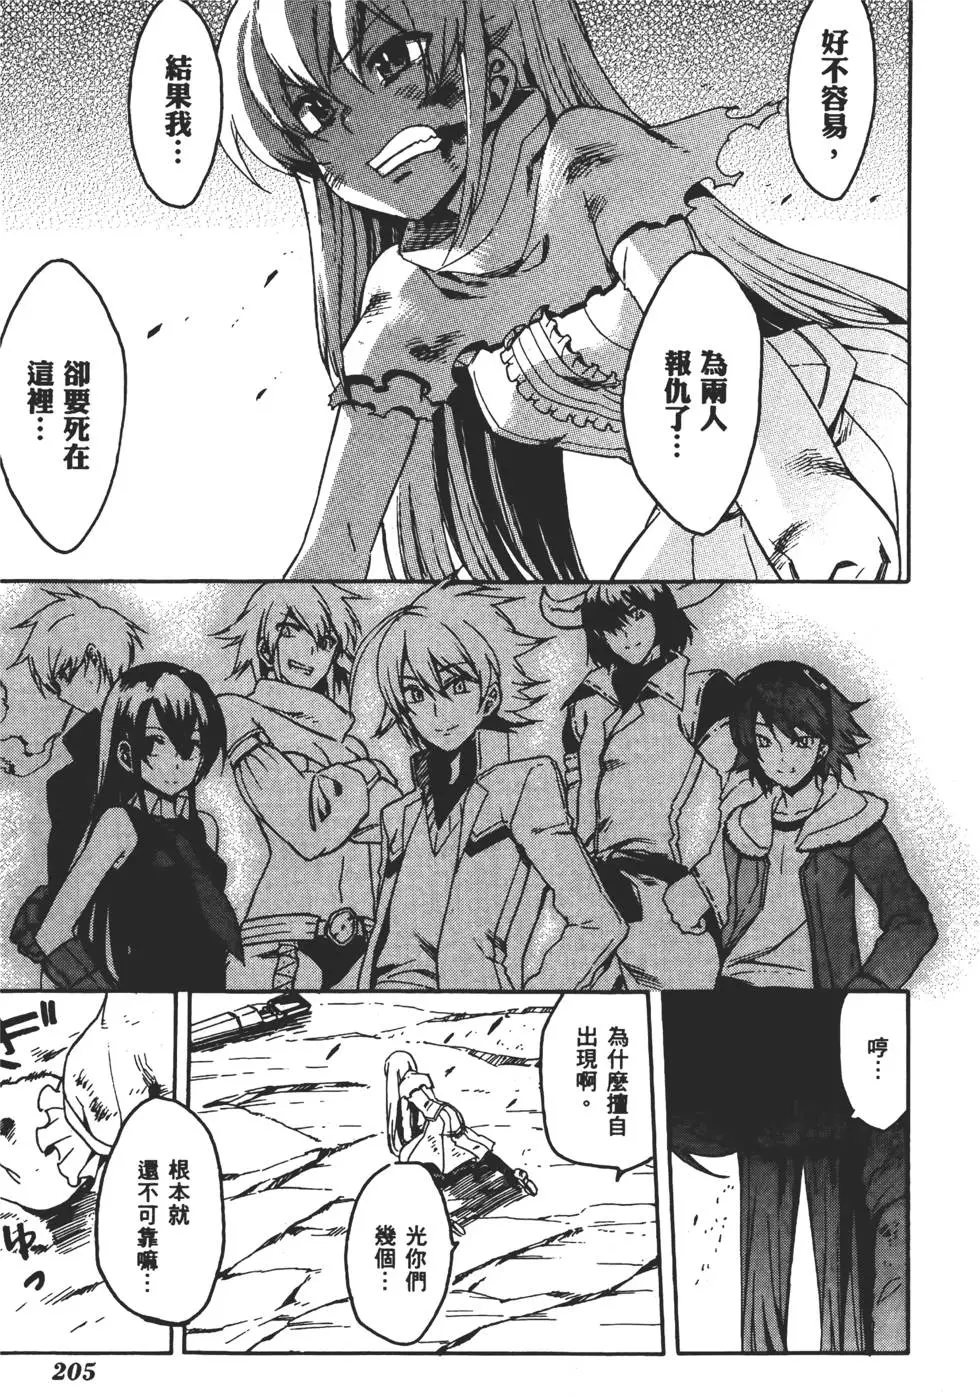 好不容易，
為兩人
報仇了…
結果我…
卻要死在
這裡…
哼…
為什麼擅自
出現啊。
光你們
幾個…
根本就
還不可靠嘛…
ゆ
っ
205